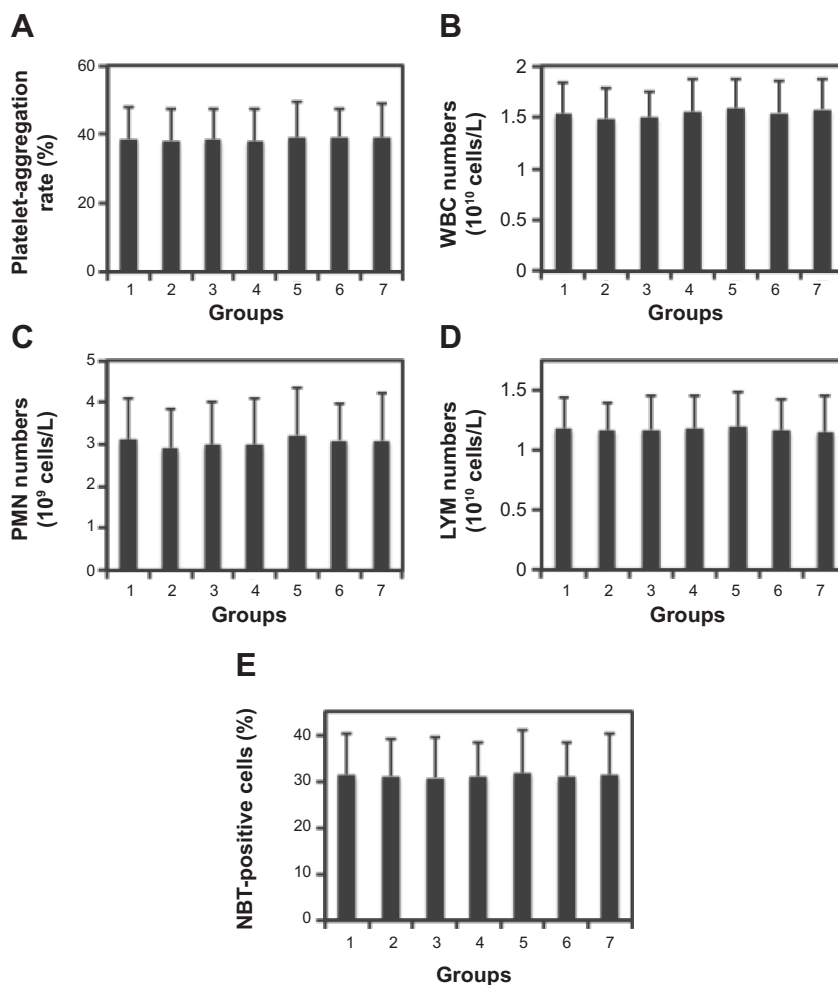 A
Platelet-aggregation
rate (%)
60
40
20
0
1 2 3 4 5 6 7
Groups
B
WBC numbers
(10¹⁰ cells/L)
2
1.5
1
0.5
0
1 2 3 4 5 6 7
Groups
C
PMN numbers
(10⁹ cells/L)
5
4
3
2
1
0
1 2 3 4 5 6 7
Groups
D
LYM numbers
(10¹⁰ cells/L)
1.5
1
0.5
0
1 2 3 4 5 6 7
Groups
E
NBT-positive cells (%)
40
30
20
10
0
1 2 3 4 5 6 7
Groups